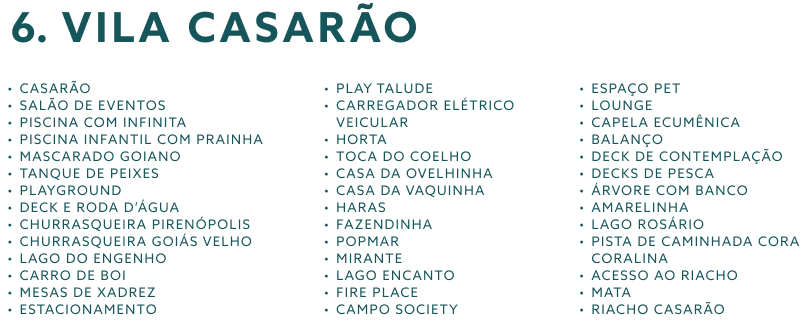 6. VILA CASARÃO
• CASARÃO
• SALÃO DE EVENTOS
• PISCINA COM INFINITA
• PISCINA INFANTIL COM PRAINHA
• MASCARADO GOIANO
• TANQUE DE PEIXES
• PLAYGROUND
• DECK E RODA D'ÁGUA
• CHURRASQUEIRA PIRENÓPOLIS
• CHURRASQUEIRA GOIÁS VELHO
• LAGO DO ENGENHO
• CARRO DE BOI
• MESAS DE XADREZ
• ESTACIONAMENTO
• PLAY TALUDE
• CARREGADOR ELÉTRICO
VEICULAR
• HORTA
• TOCA DO COELHO
• CASA DA OVELHINHA
• CASA DA VAQUINHA
• HARAS
• FAZENDINHA
• POPMAR
• MIRANTE
• LAGO ENCANTO
• FIRE PLACE
• CAMPO SOCIETY
• ESPAÇO PET
• LOUNGE
• CAPELA ECUMÊNICA
• BALANÇO
• DECK DE CONTEMPLAÇÃO
• DECKS DE PESCA
• ÁRVORE COM BANCO
• AMARELINHA
• LAGO ROSÁRIO
• PISTA DE CAMINHADA CORA
CORALINA
• ACESSO AO RIACHO
• MATA
• RIACHO CASARÃO